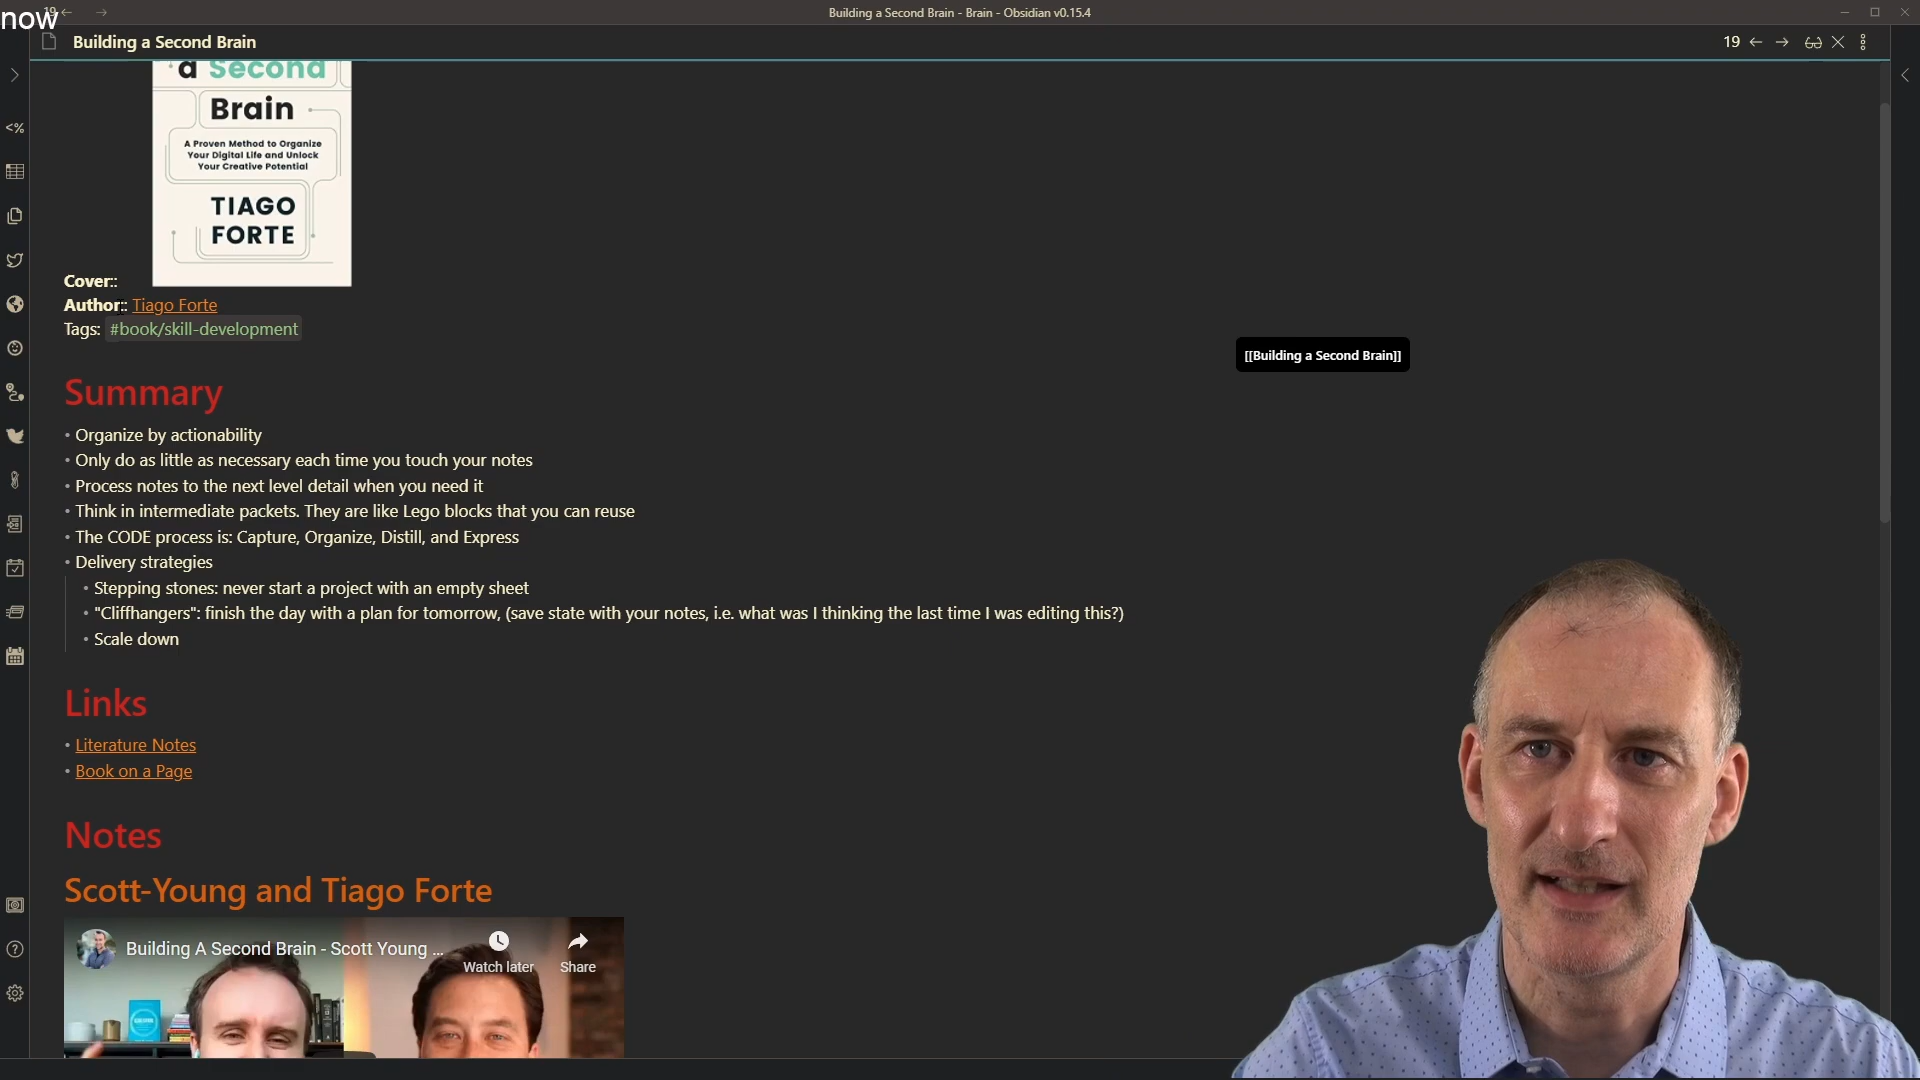 now
19
Building a Second Brain - Brain - Obsidian v0.15.4
Building a Second Brain
19
<%
a Second
Brain
A Proven Method to Organize
Your Digital Life and Unlock
Your Creative Potential
TIAGO
FORTE
Cover::
Author:: Tiago Forte
Tags: #book/skill-development
[[Building a Second Brain]]
Summary
• Organize by actionability
• Only do as little as necessary each time you touch your notes
• Process notes to the next level detail when you need it
• Think in intermediate packets. They are like Lego blocks that you can reuse
• The CODE process is: Capture, Organize, Distill, and Express
• Delivery strategies
• Stepping stones: never start a project with an empty sheet
• "Cliffhangers": finish the day with a plan for tomorrow, (save state with your notes, i.e. what was I thinking the last time I was editing this?)
• Scale down
Links
• Literature Notes
• Book on a Page
Notes
Scott-Young and Tiago Forte
Building A Second Brain - Scott Young ...
Watch later
Share